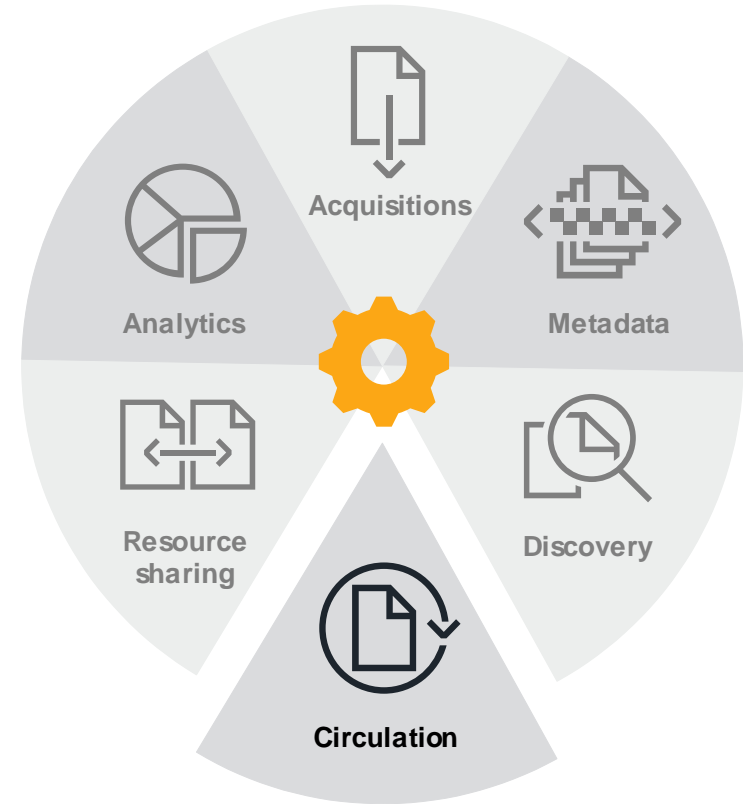 Acquisitions
Analytics
Metadata
Resource
sharing
Discovery
Circulation